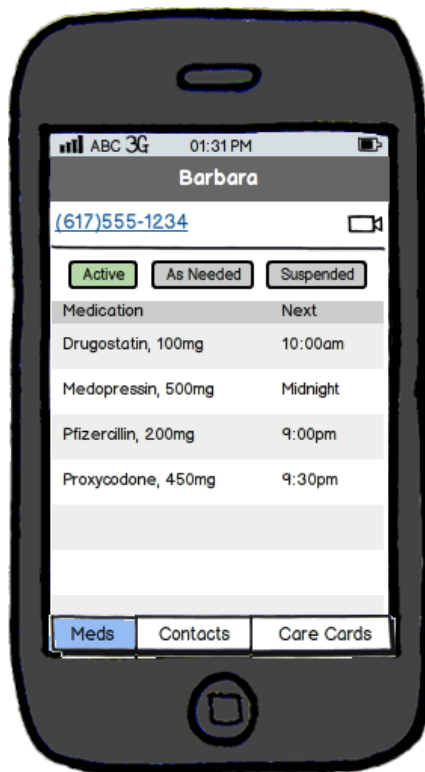 ABC 3G 01:31 PM
Barbara
(617)555-1234
Active As Needed Suspended
Medication Next
Drugostatin, 100mg 10:00am
Medopressin, 500mg Midnight
Pfizercillin, 200mg 9:00pm
Proxycodone, 450mg 9:30pm
Meds Contacts Care Cards